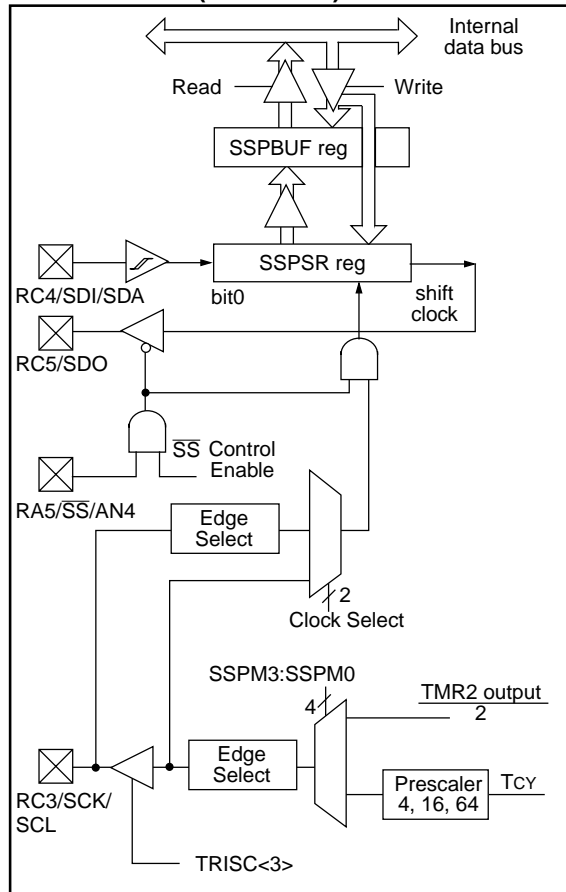 Internal
data bus
Read
Write
SSPBUF reg
SSPSR reg
RC4/SDI/SDA
bit0
shift
clock
RC5/SDO
SS Control
Enable
RA5/SS/AN4
Edge
Select
2
Clock Select
SSPM3:SSPM0
4
TMR2 output
2
Edge
Select
Prescaler
4, 16, 64
TCY
RC3/SCK/
SCL
TRISC<3>